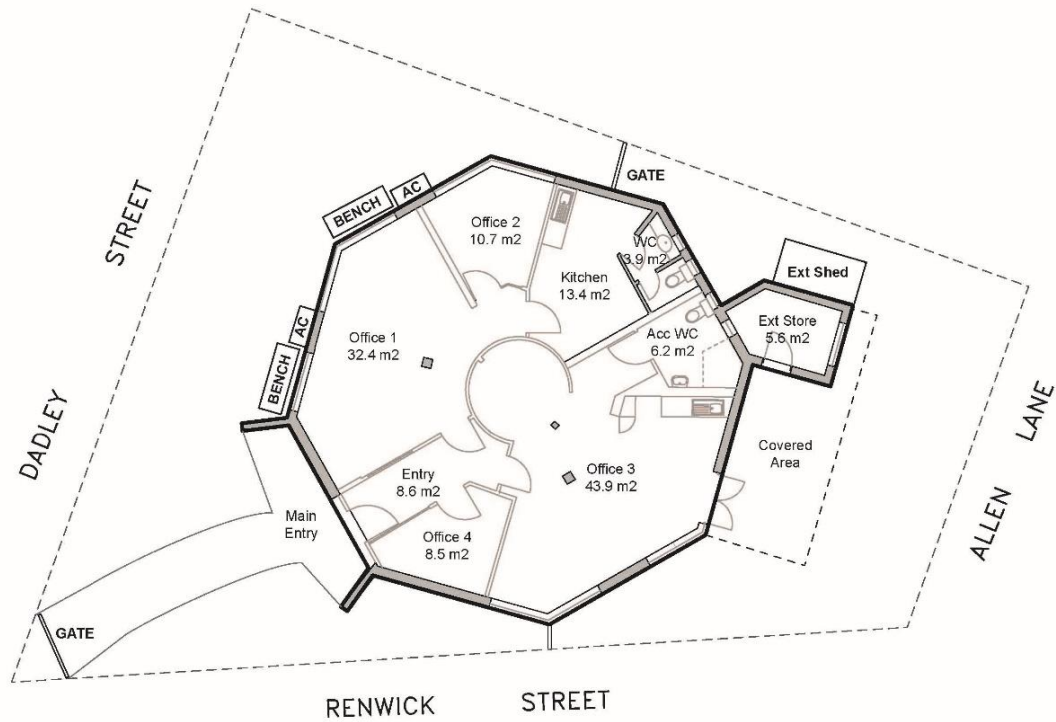 STREET
DADLEY
BENCH
AC
BENCH
AC
GATE
Office 2
10.7 m2
WC
3.9 m2
Kitchen
13.4 m2
Ext Shed
Ext Store
5.6 m2
Office 1
32.4 m2
Acc WC
6.2 m2
Covered
Area
ALLEN LANE
Entry
8.6 m2
Office 3
43.9 m2
Main
Entry
Office 4
8.5 m2
GATE
RENWICK STREET